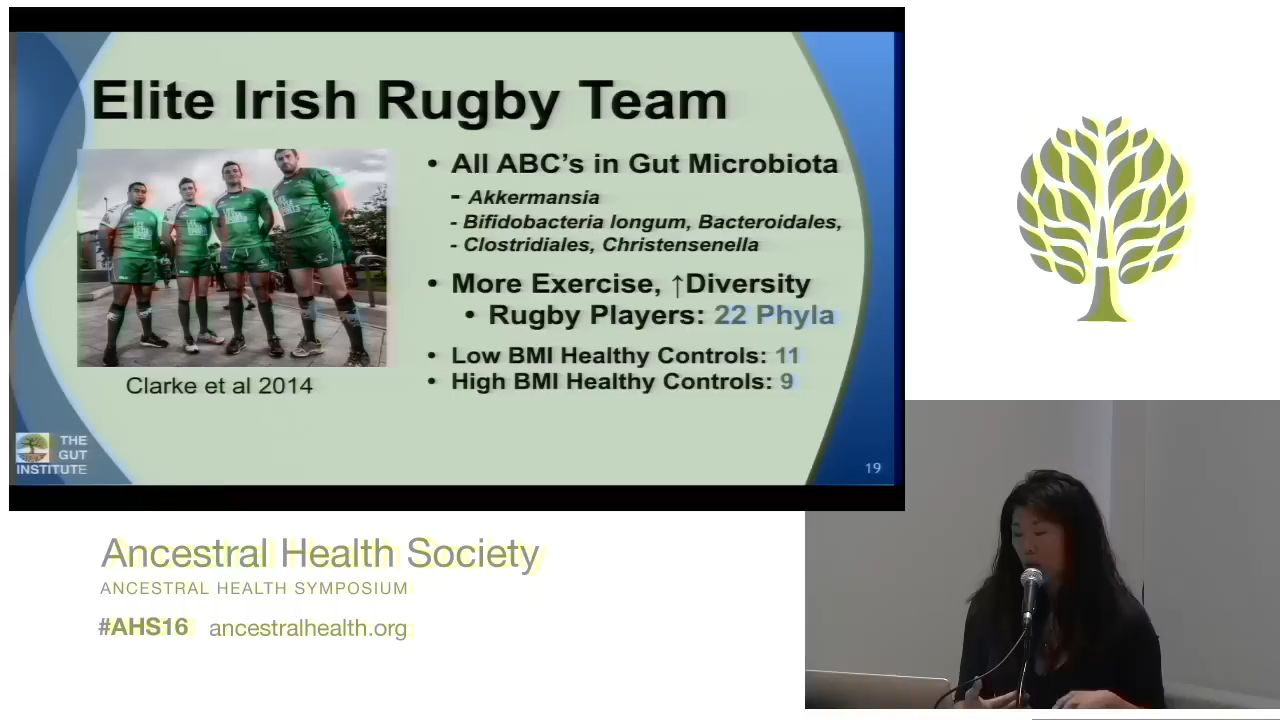 Elite Irish Rugby Team
• All ABC’s in Gut Microbiota
- Akkermansia
- Bifidobacteria longum, Bacteroidales,
- Clostridiales, Christensenella
• More Exercise, ↑Diversity
• Rugby Players: 22 Phyla
• Low BMI Healthy Controls: 11
• High BMI Healthy Controls: 9
Clarke et al 2014
THE
GUT
INSTITUTE
19
Ancestral Health Society
ANCESTRAL HEALTH SYMPOSIUM
#AHS16 ancestralhealth.org